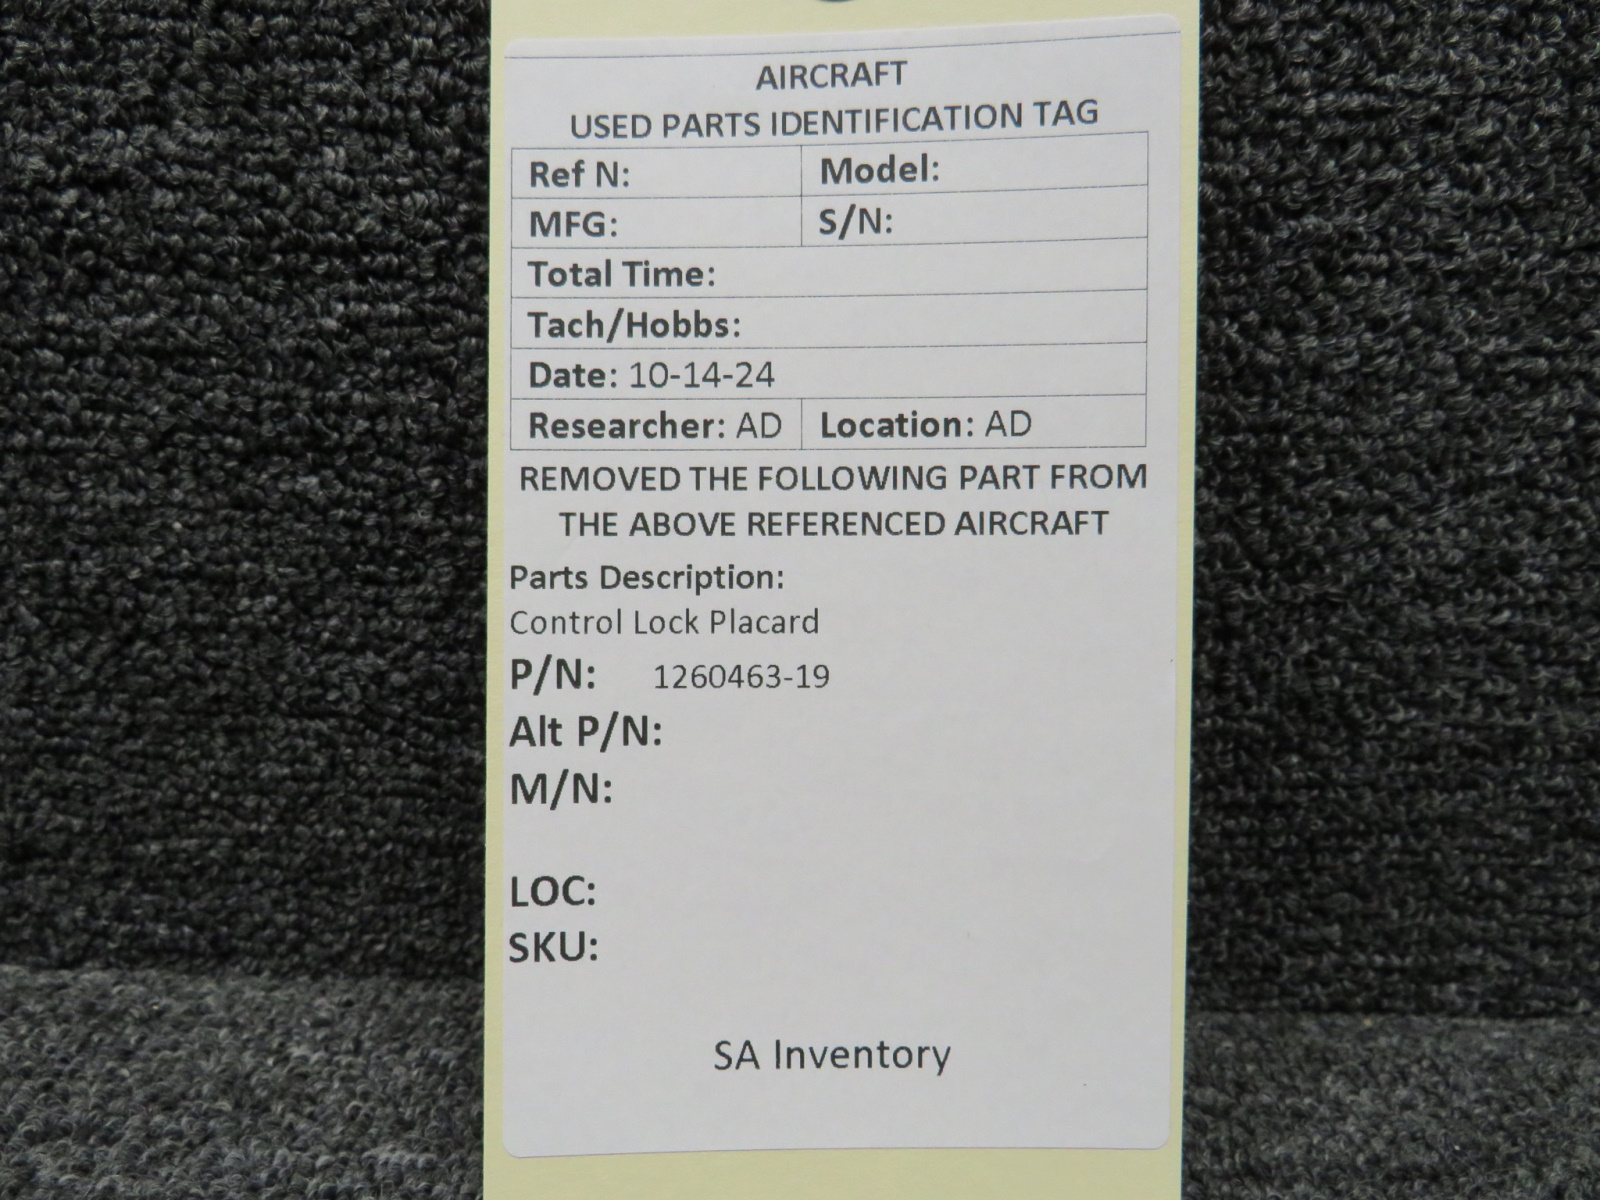 AIRCRAFT
USED PARTS IDENTIFICATION TAG
Ref N: Model:
MFG: S/N:
Total Time:
Tach/Hobbs:
Date: 10-14-24
Researcher: AD Location: AD
REMOVED THE FOLLOWING PART FROM
THE ABOVE REFERENCED AIRCRAFT
Parts Description:
Control Lock Placard
P/N: 1260463-19
Alt P/N:
M/N:
LOC:
SKU:
SA Inventory